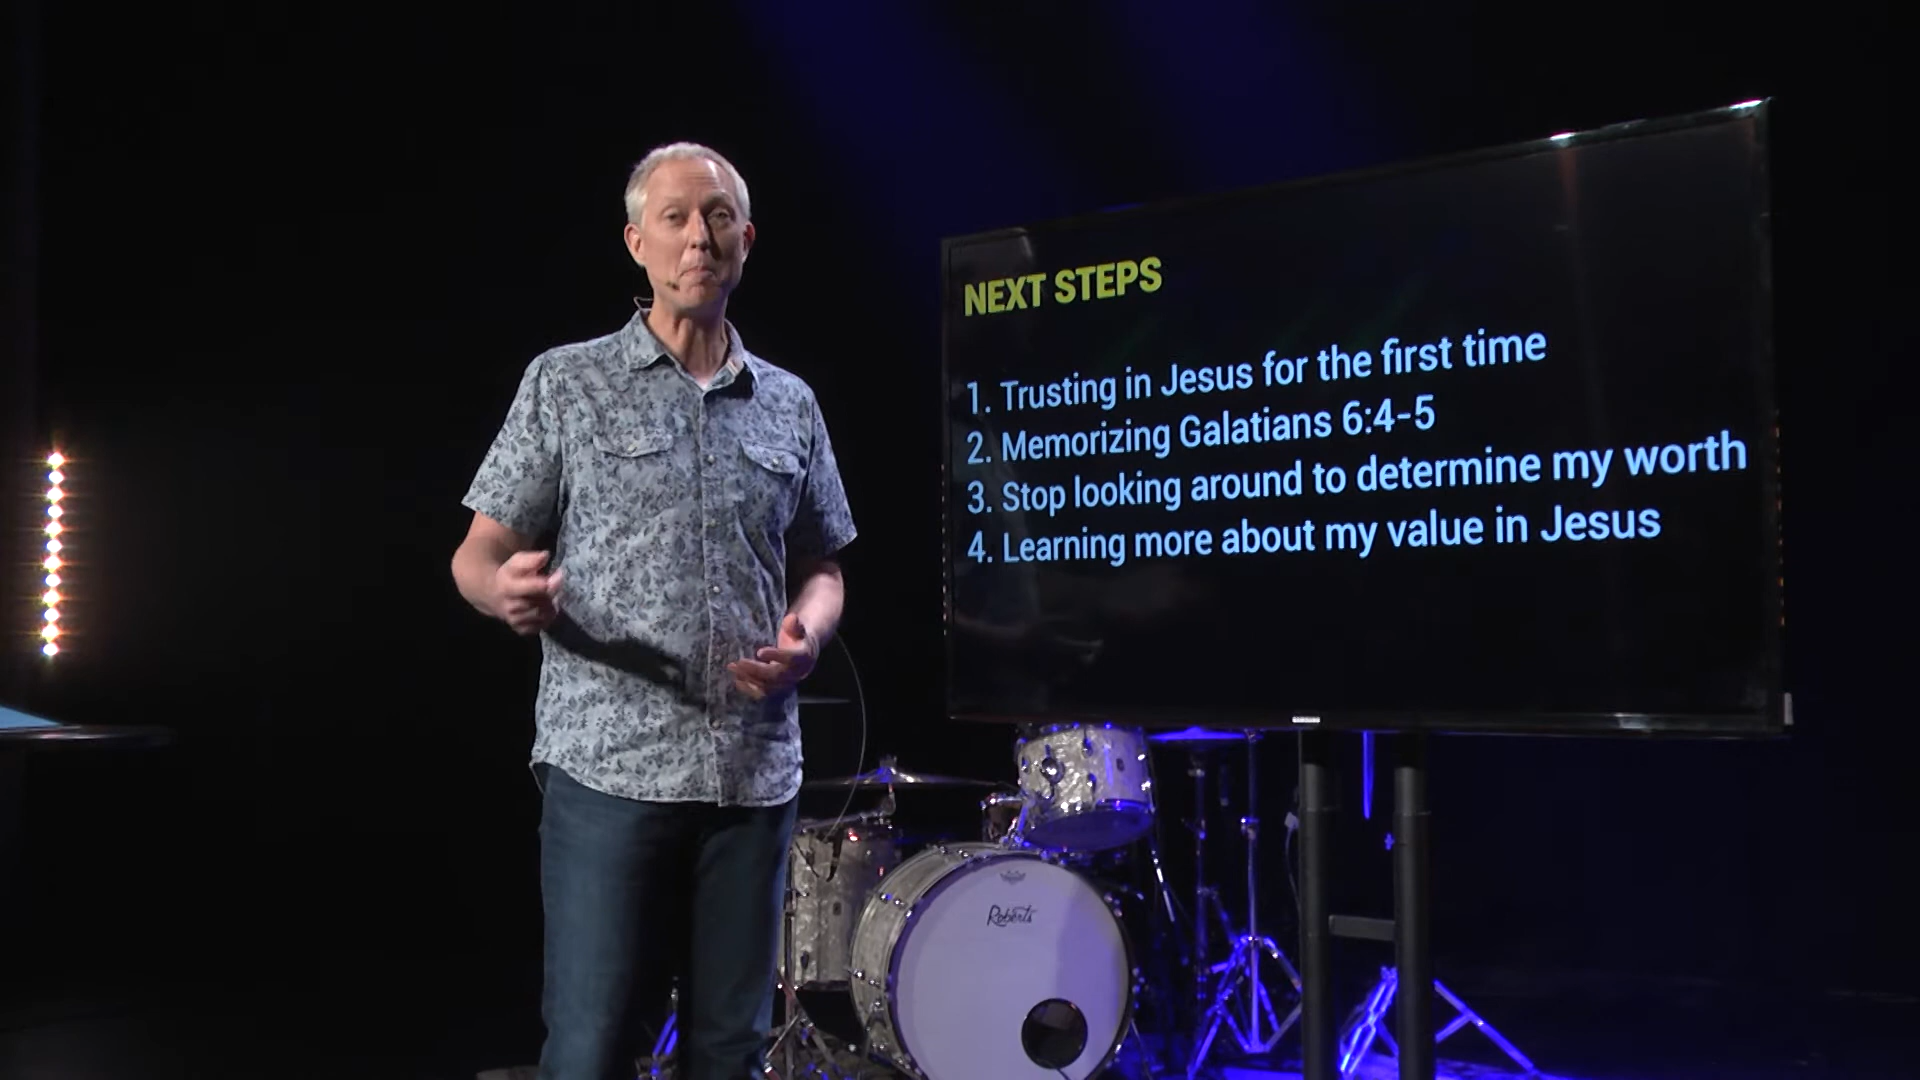 NEXT STEPS
1. Trusting in Jesus for the first time
2. Memorizing Galatians 6:4-5
3. Stop looking around to determine my worth
4. Learning more about my value in Jesus
Roberts